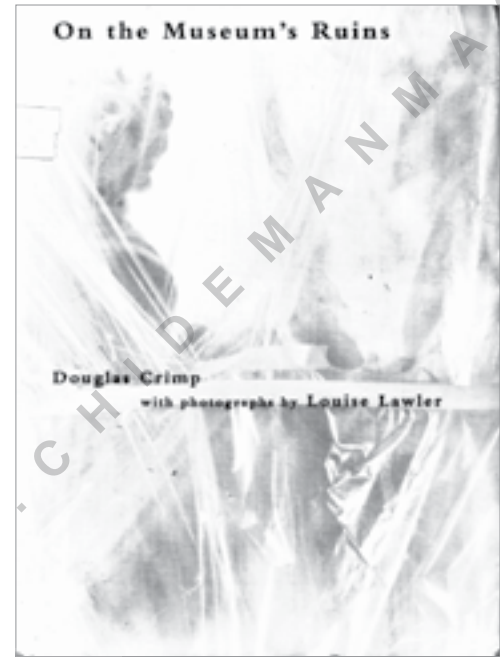 On the Museum's Ruins
Douglas Crimp
with photographs by Louise Lawler
. C H I D E M A N M A